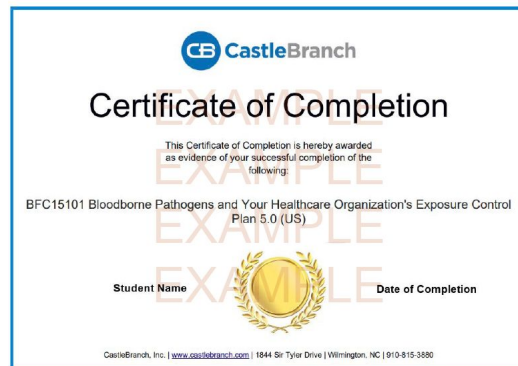 CB CastleBranch
EXAMPLE
Certificate of Completion
This Certificate of Completion is hereby awarded
as evidence of your successful completion of the
following:
EXAMPLE
BFC15101 Bloodborne Pathogens and Your Healthcare Organization's Exposure Control
Plan 5.0 (US)
EXAMPLE
Student Name
Date of Completion
EXAMPLE
CastleBranch, Inc. | www.castlebranch.com | 1844 Sir Tyler Drive | Wilmington, NC | 910-815-3880